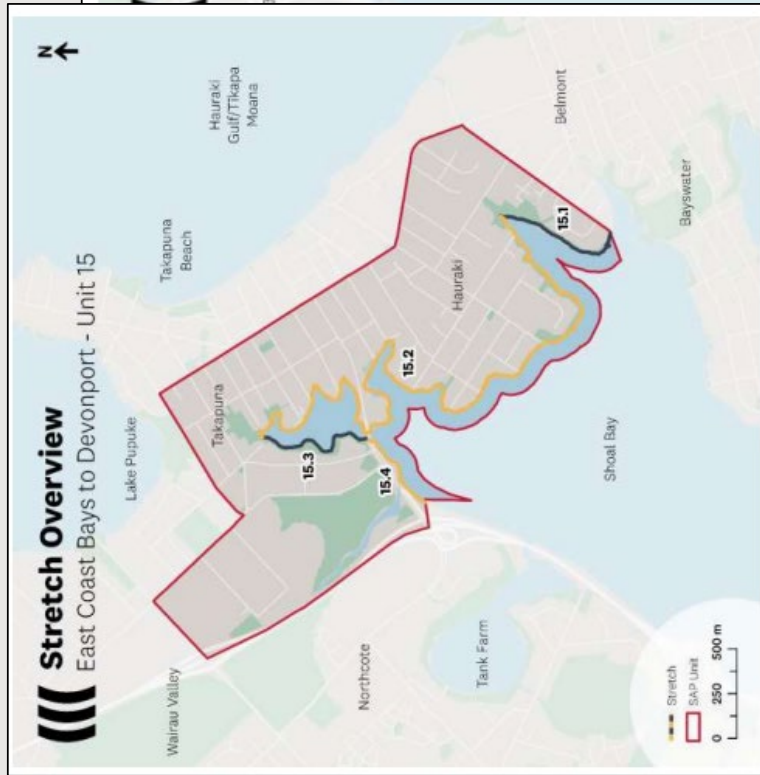 Stretch Overview
East Coast Bays to Devonport - Unit 15
N
Wairau Valley
Lake Pupuke
Takapuna
Beach
Hauraki
Gulf/Tīkapa
Moana
Takapuna
15.3
15.2
Northcote
15.4
Hauraki
Belmont
15.1
Tank Farm
Shoal Bay
Bayswater
Stretch
SAP Unit
0 250 500 m